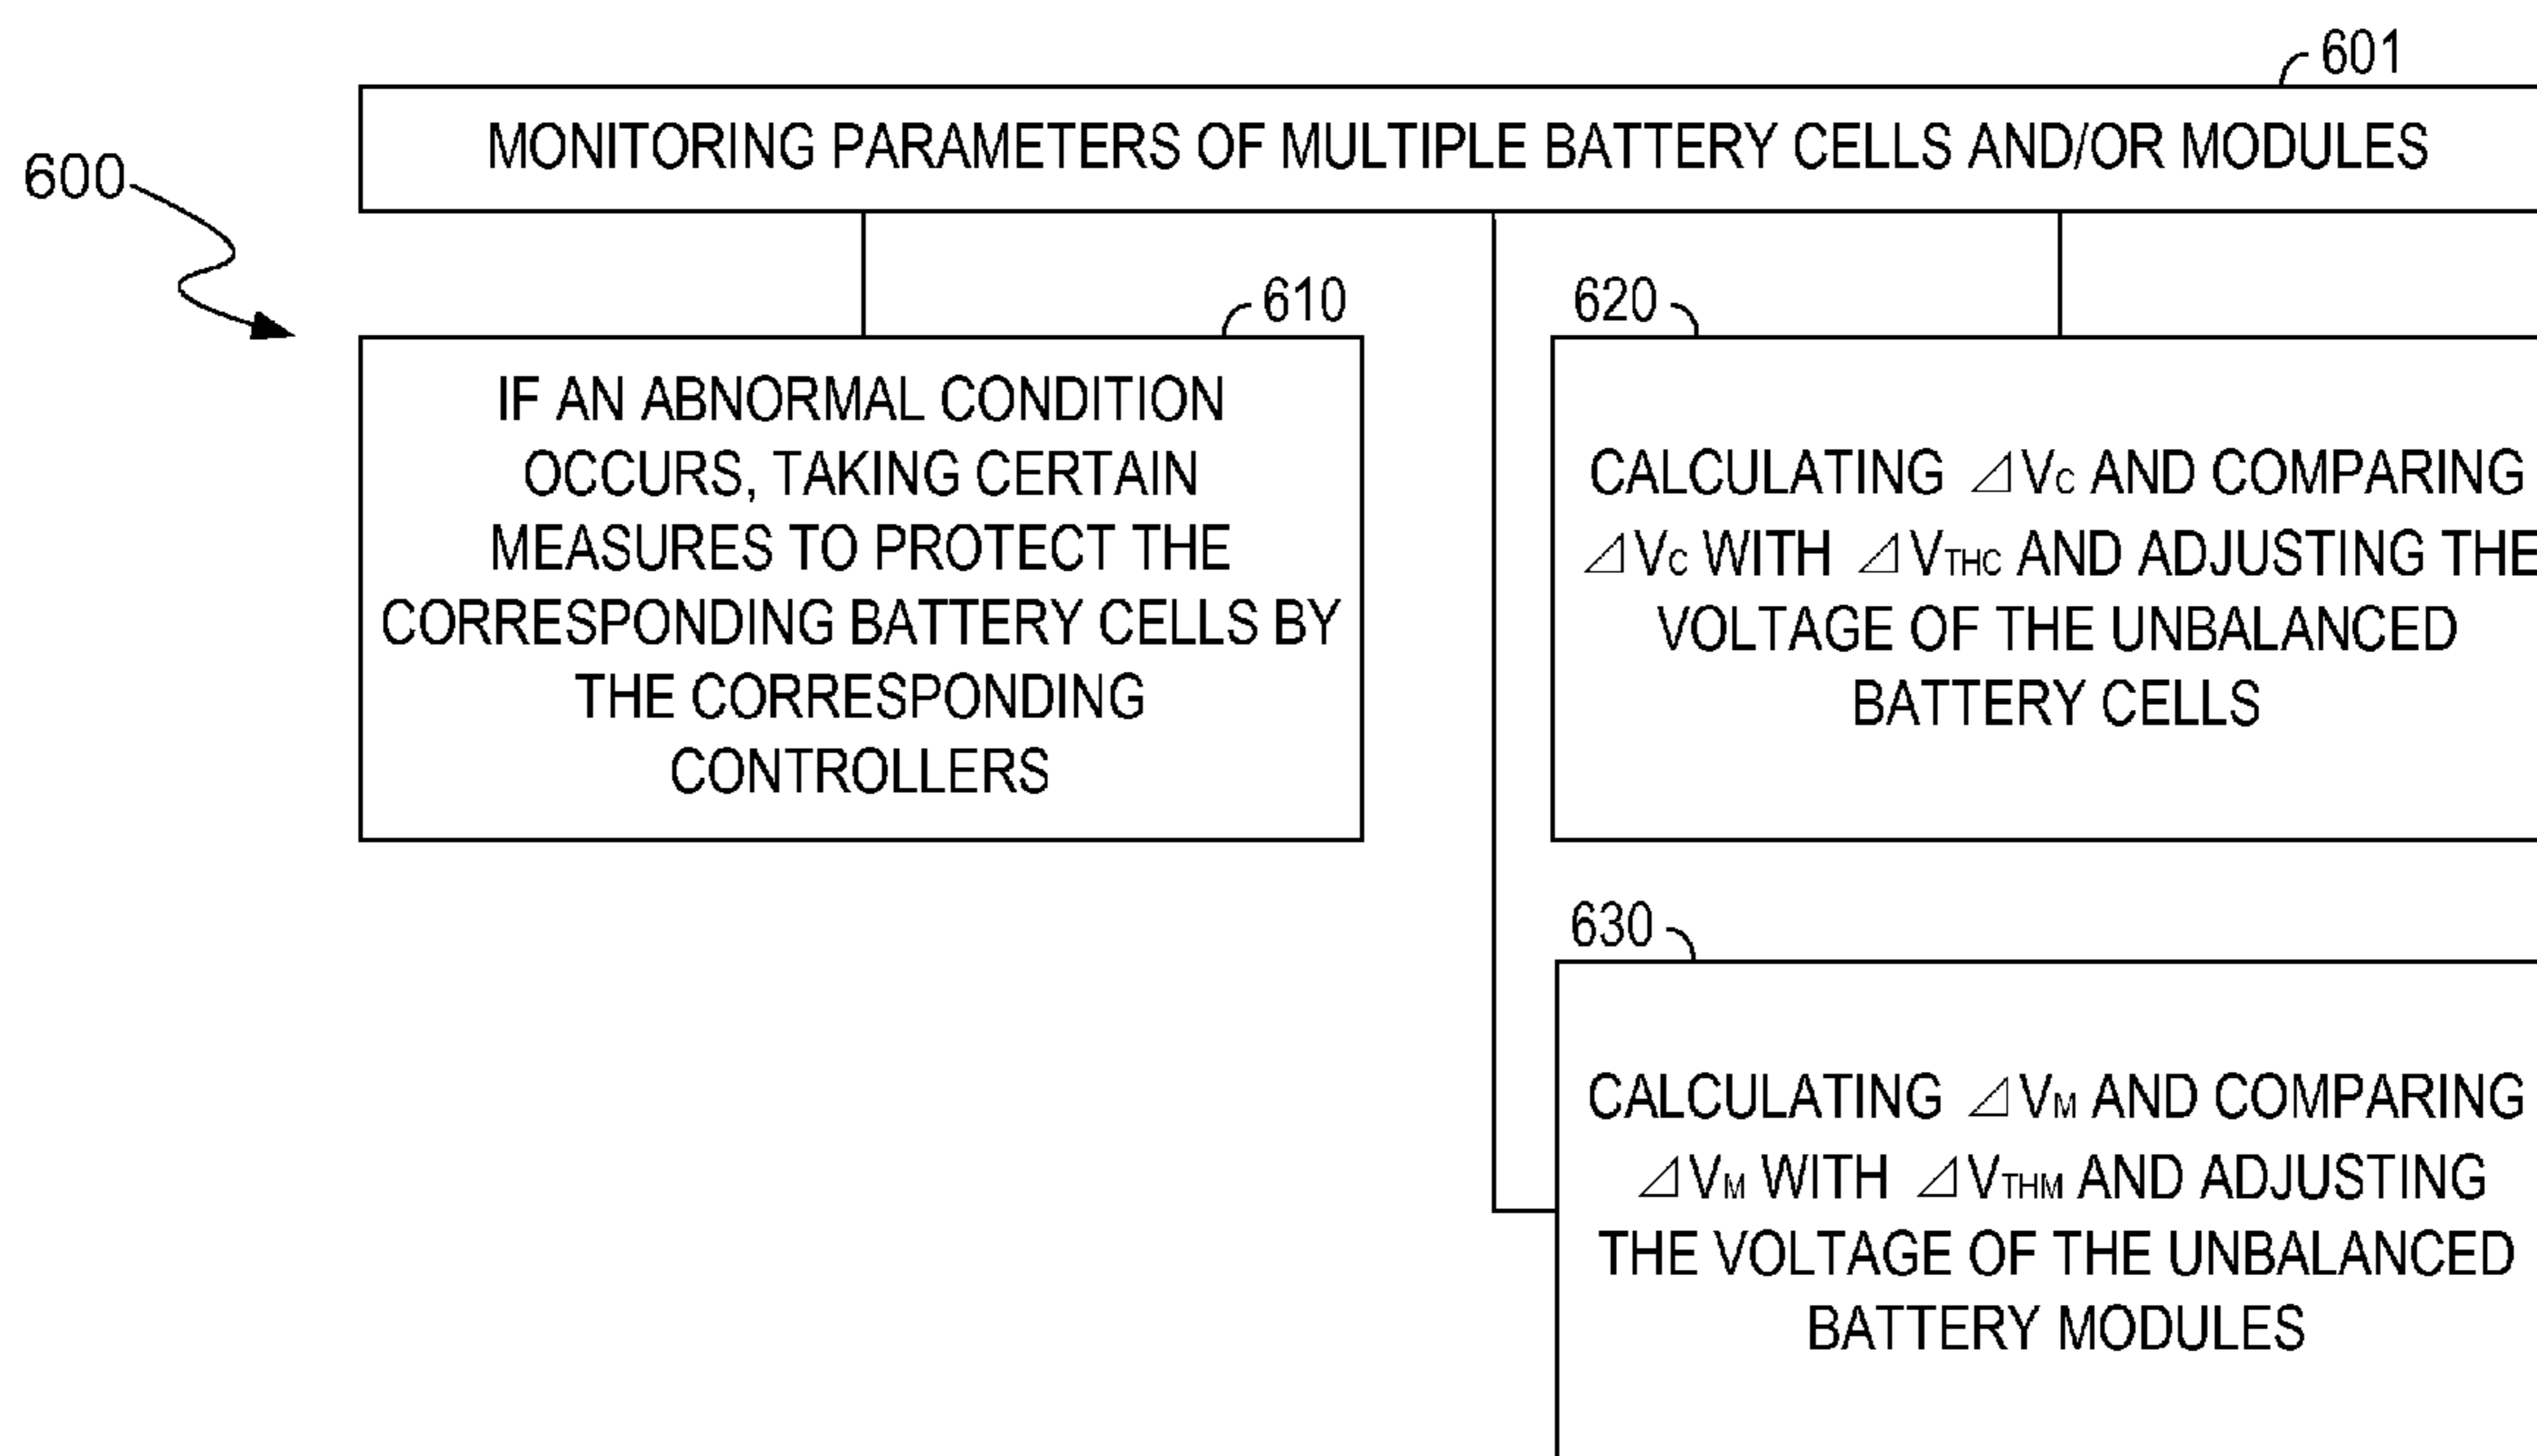 601
MONITORING PARAMETERS OF MULTIPLE BATTERY CELLS AND/OR MODULES
600
610
IF AN ABNORMAL CONDITION
OCCURS, TAKING CERTAIN
MEASURES TO PROTECT THE
CORRESPONDING BATTERY CELLS BY
THE CORRESPONDING
CONTROLLERS
620
CALCULATING ⊿VC AND COMPARING
⊿VC WITH ⊿VTHC AND ADJUSTING THE
VOLTAGE OF THE UNBALANCED
BATTERY CELLS
630
CALCULATING ⊿VM AND COMPARING
⊿VM WITH ⊿VTHM AND ADJUSTING
THE VOLTAGE OF THE UNBALANCED
BATTERY MODULES